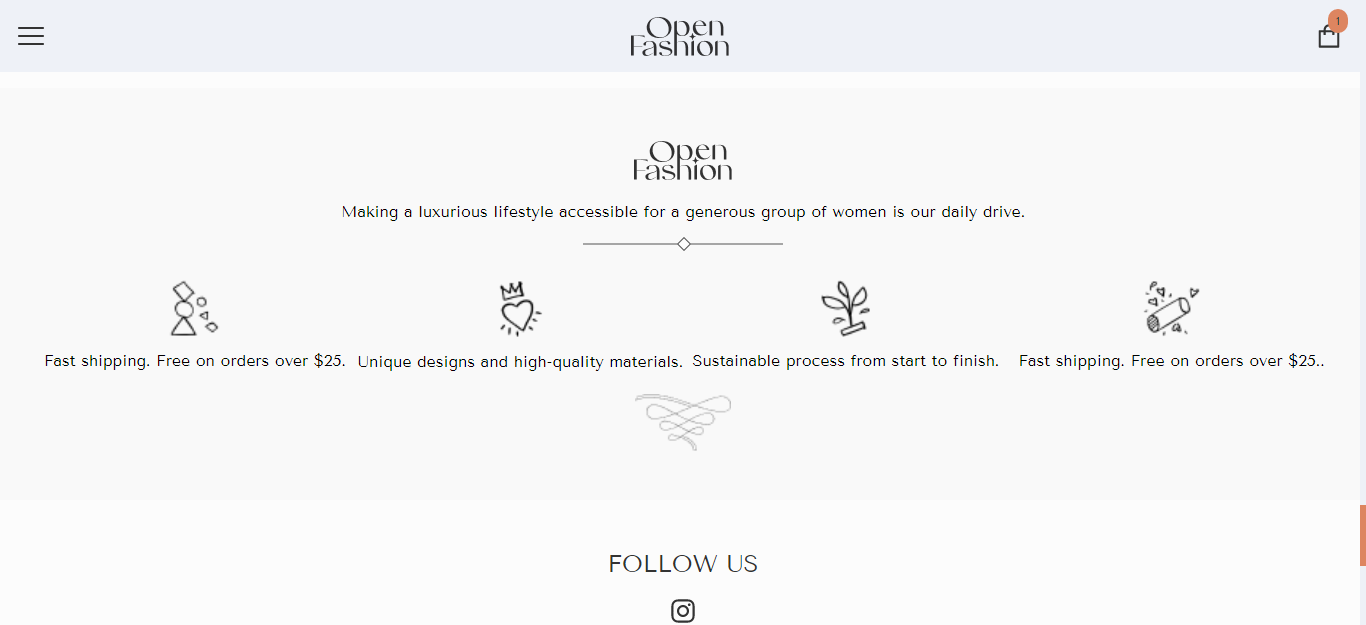 Open
Fashion
1
Open
Fashion
Making a luxurious lifestyle accessible for a generous group of women is our daily drive.
Fast shipping. Free on orders over $25.
Unique designs and high-quality materials.
Sustainable process from start to finish.
Fast shipping. Free on orders over $25..
FOLLOW US